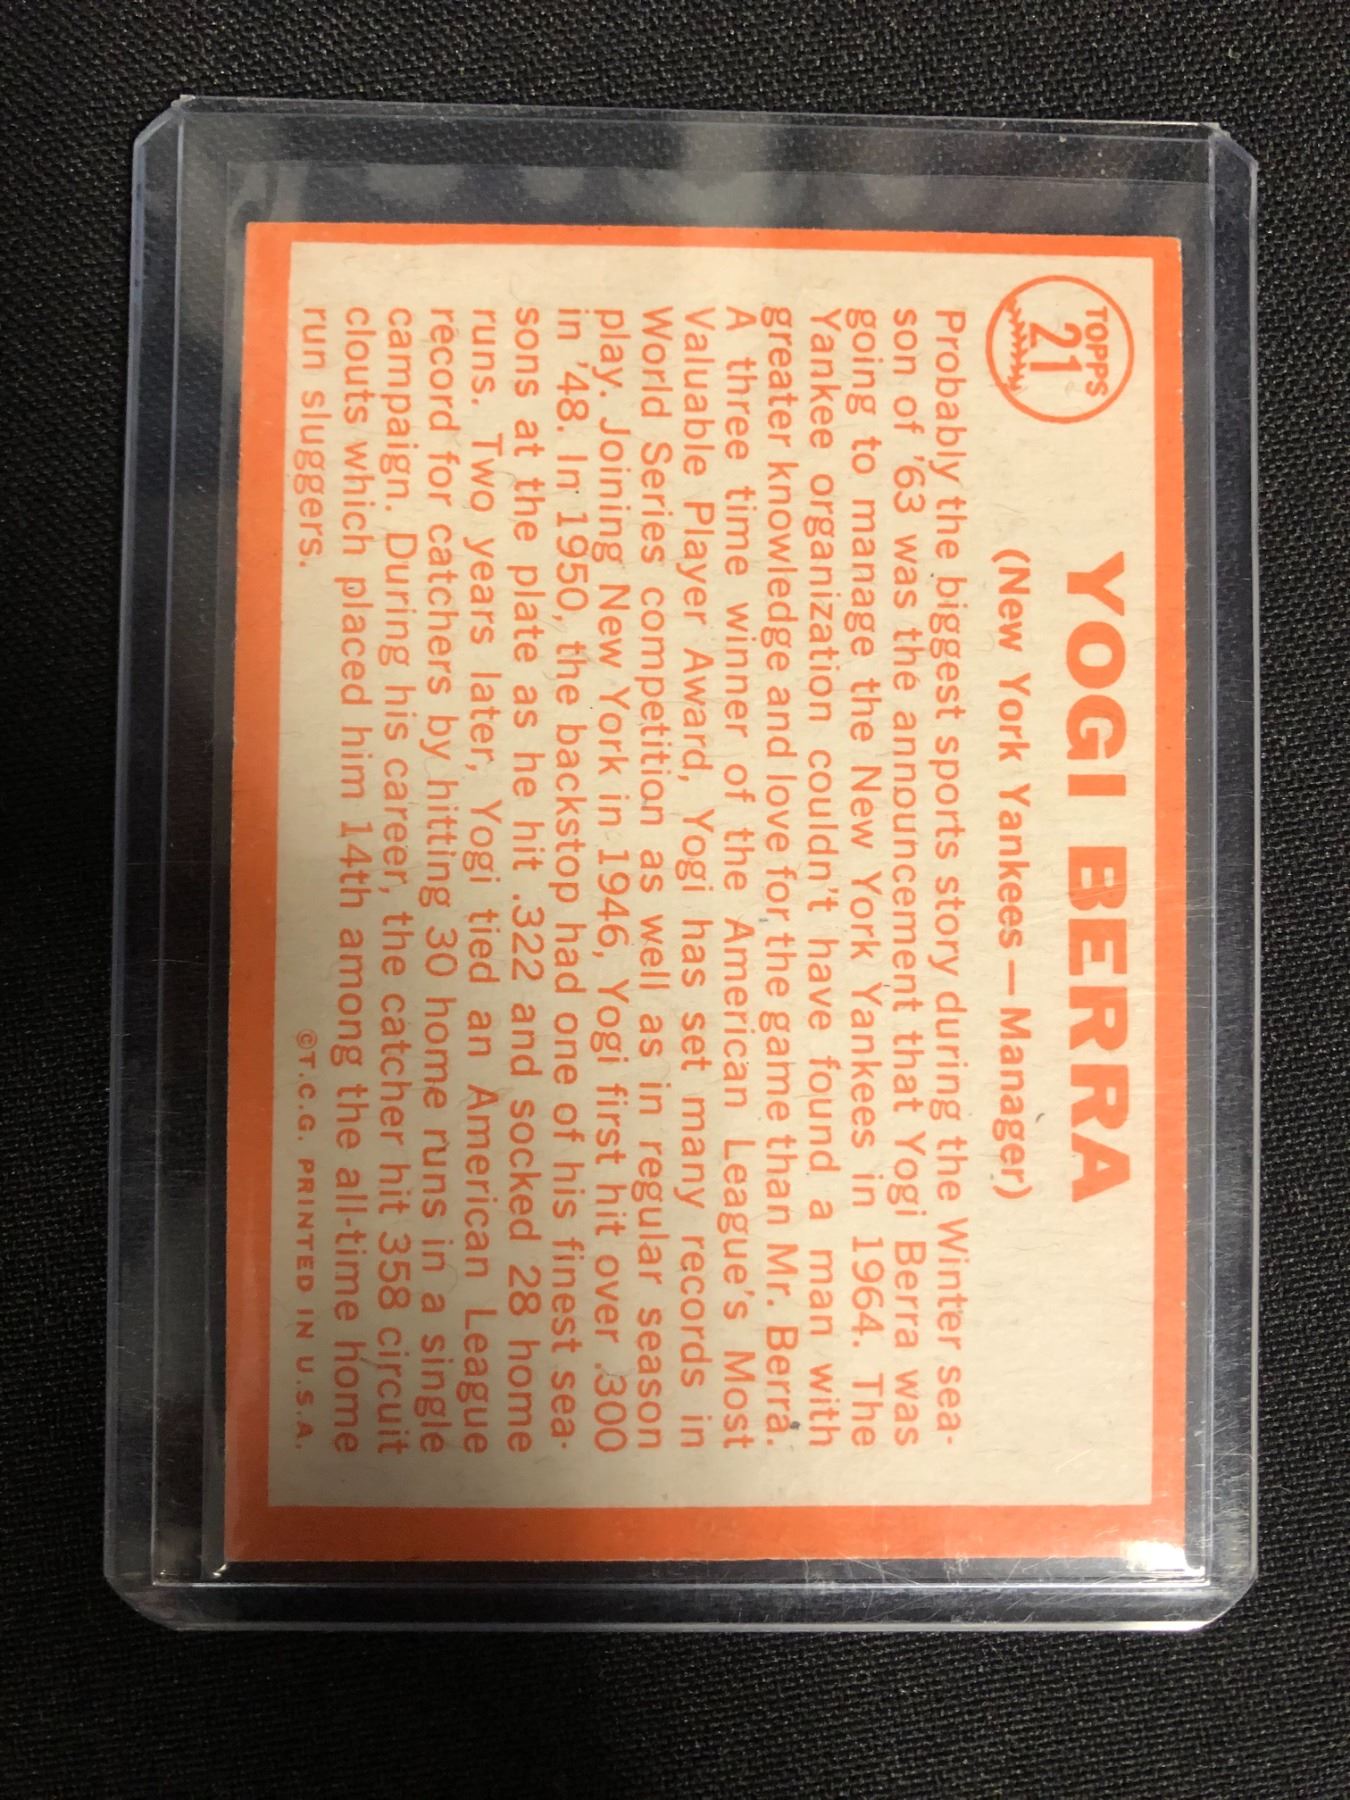 TOPPS
21
YOGI BERRA
(New York Yankees — Manager)
Probably the biggest sports story during the Winter sea-
son of '63 was the announcement that Yogi Berra was
going to manage the New York Yankees in 1964. The
Yankee organization couldn't have found a man with
greater knowledge and love for the game than Mr. Berra.
A three time winner of the American League's Most
Valuable Player Award, Yogi has set many records in
World Series competition as well as in regular season
play. Joining New York in 1946, Yogi first hit over .300
in '48. In 1950, the backstop had one of his finest sea-
sons at the plate as he hit .322 and socked 28 home
runs. Two years later, Yogi tied an American League
record for catchers by hitting 30 home runs in a single
campaign. During his career, the catcher hit 358 circuit
clouts which placed him 14th among the all-time home
run sluggers.
©T.C.G. PRINTED IN U.S.A.